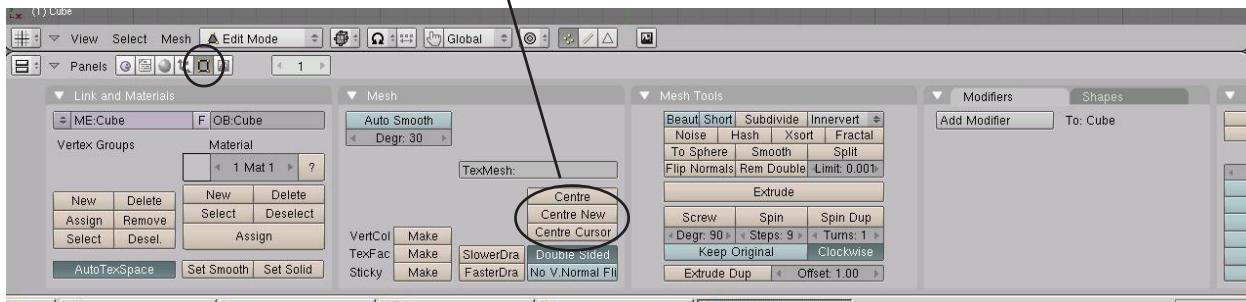 (1) Cube
View Select Mesh Edit Mode Global
Panels 1
Link and Materials
ME:Cube F OB:Cube
Vertex Groups Material
1 Mat 1 ?
New Delete New Delete
Assign Remove Select Deselect
Select Desel. Assign
AutoTexSpace Set Smooth Set Solid
Mesh
Auto Smooth
Degr: 30
TexMesh:
Centre
Centre New
Centre Cursor
VertCol Make
TexFac Make SlowerDra Double Sided
Sticky Make FasterDra No V.Normal Fli
Mesh Tools
Beaut Short Subdivide Innervert
Noise Hash Xsort Fractal
To Sphere Smooth Split
Flip Normals Rem Double Limit: 0.001
Extrude
Screw Spin Spin Dup
Degr: 90 Steps: 9 Turns: 1
Keep Original Clockwise
Extrude Dup Offset: 1.00
Modifiers Shapes
Add Modifier To: Cube